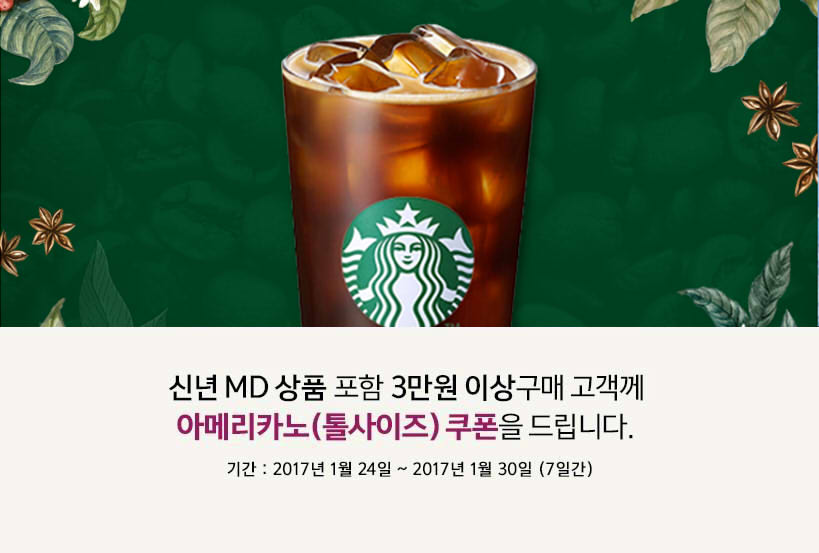 신년 MD 상품 포함 3만원 이상구매 고객께
아메리카노(톨사이즈) 쿠폰을 드립니다.
기간 : 2017년 1월 24일 ~ 2017년 1월 30일 (7일간)